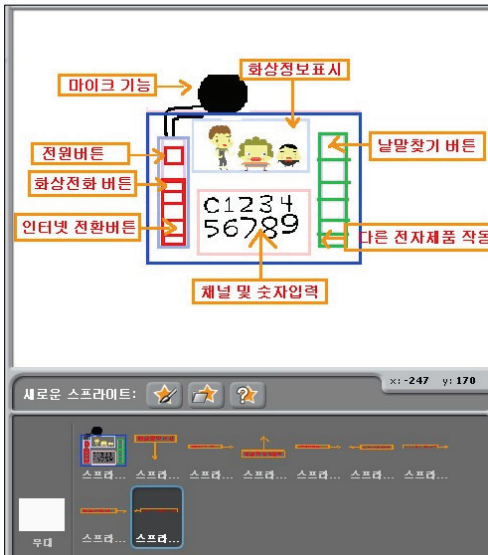 화상정보표시
마이크 기능
전원버튼
낱말찾기 버튼
화상전화 버튼
C1234
56789
인터넷 전환버튼
다른 전자제품 작동
채널 및 숫자입력
x: -247 y: 170
새로운 스프라이트:
스프라... 스프라... 스프라... 스프라... 스프라... 스프라... 스프라...
무대
스프라... 스프라...